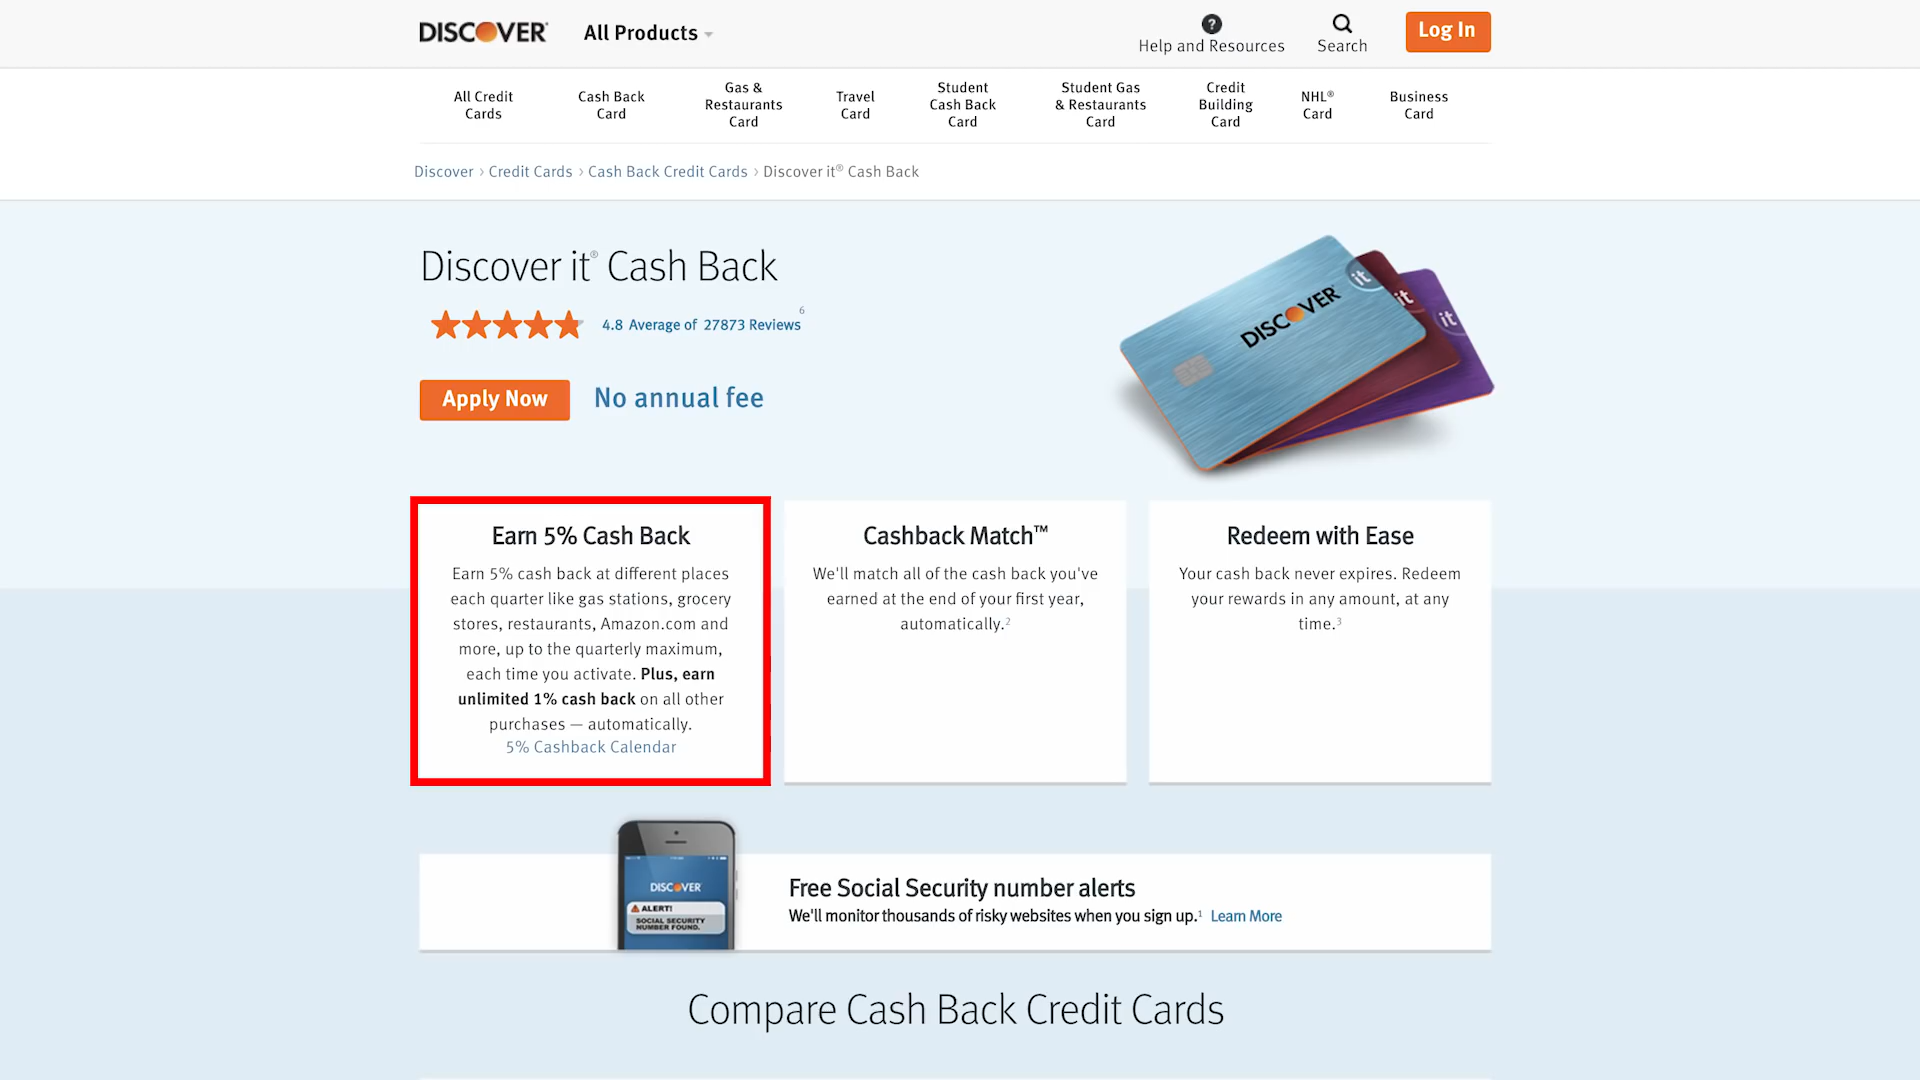 DISCOVER
All Products
Help and Resources
Search
Log In
All Credit
Cards
Cash Back
Card
Gas &
Restaurants
Card
Travel
Card
Student
Cash Back
Card
Student Gas
& Restaurants
Card
Credit
Building
Card
NHL®
Card
Business
Card
Discover › Credit Cards › Cash Back Credit Cards › Discover it® Cash Back
Discover it® Cash Back
4.8 Average of 27873 Reviews 6
Apply Now
No annual fee
DISCOVER
it
it
it
Earn 5% Cash Back
Earn 5% cash back at different places
each quarter like gas stations, grocery
stores, restaurants, Amazon.com and
more, up to the quarterly maximum,
each time you activate. Plus, earn
unlimited 1% cash back on all other
purchases — automatically.
5% Cashback Calendar
Cashback Match™
We'll match all of the cash back you've
earned at the end of your first year,
automatically.2
Redeem with Ease
Your cash back never expires. Redeem
your rewards in any amount, at any
time.3
DISCOVER
ALERT!
SOCIAL SECURITY
NUMBER FOUND.
Free Social Security number alerts
We'll monitor thousands of risky websites when you sign up.1 Learn More
Compare Cash Back Credit Cards